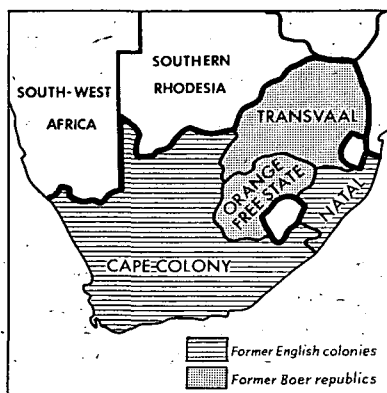 SOUTHERN
RHODESIA
SOUTH-WEST
AFRICA
TRANSVAAL
ORANGE
FREE STATE
NATAL
CAPE-COLONY
Former English colonies
Former Boer republics